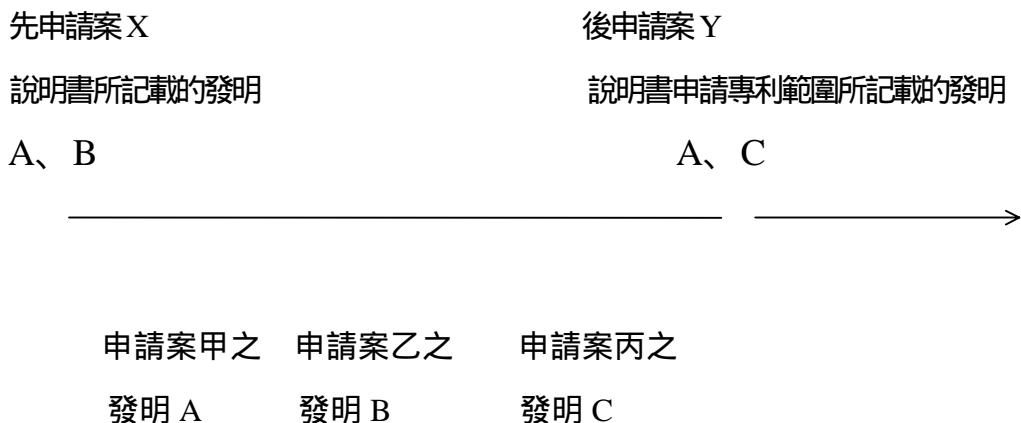 先申請案X 後申請案Y
說明書所記載的發明 說明書申請專利範圍所記載的發明
A、B A、C
申請案甲之 申請案乙之 申請案丙之
發明A 發明B 發明C